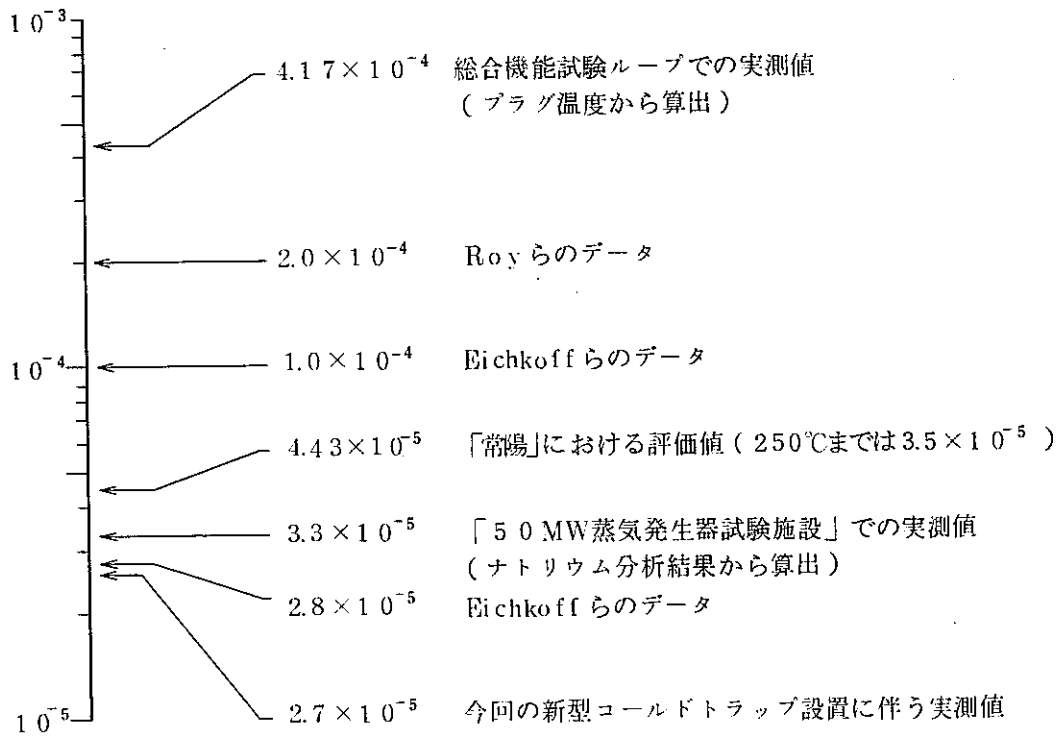 10⁻³
4.17×10⁻⁴ 総合機能試験ループでの実測値
(プラグ温度から算出)
2.0×10⁻⁴ Royらのデータ
10⁻⁴
1.0×10⁻⁴ Eichkoffらのデータ
4.43×10⁻⁵ 「常陽」における評価値(250℃までは3.5×10⁻⁵)
3.3×10⁻⁵ 「50MW蒸気発生器試験施設」での実測値
(ナトリウム分析結果から算出)
2.8×10⁻⁵ Eichkoffらのデータ
10⁻⁵
2.7×10⁻⁵ 今回の新型コールドトラップ設置に伴う実測値